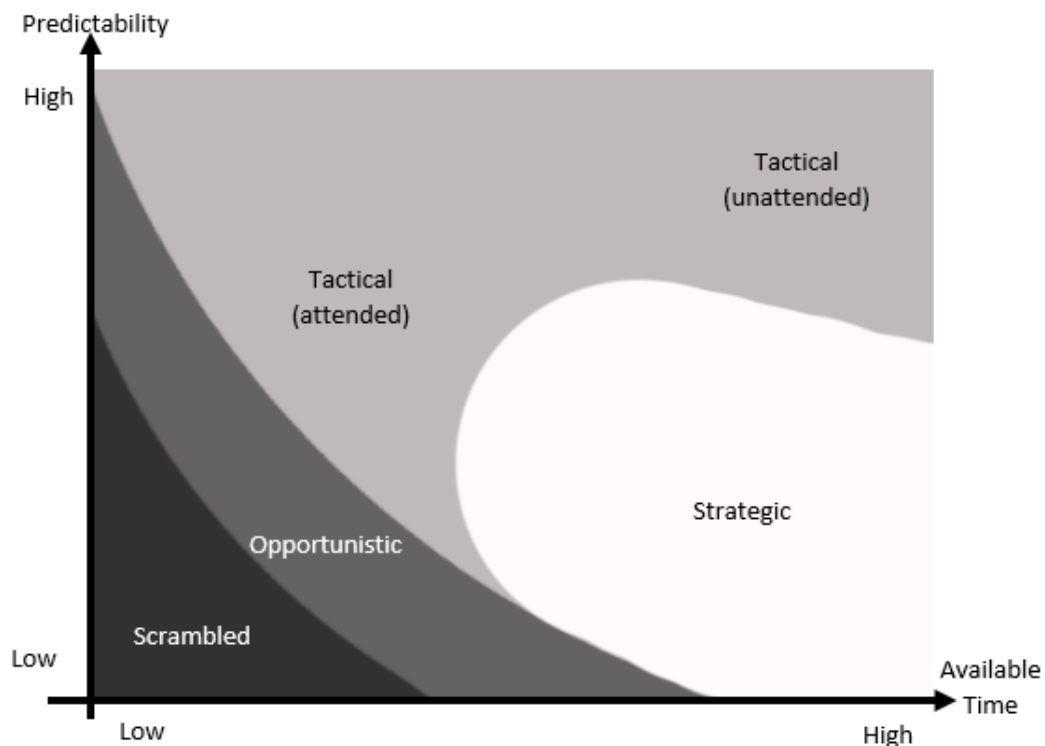 Predictability
High
Tactical
(unattended)
Tactical
(attended)
Strategic
Opportunistic
Scrambled
Low
Available
Time
Low
High